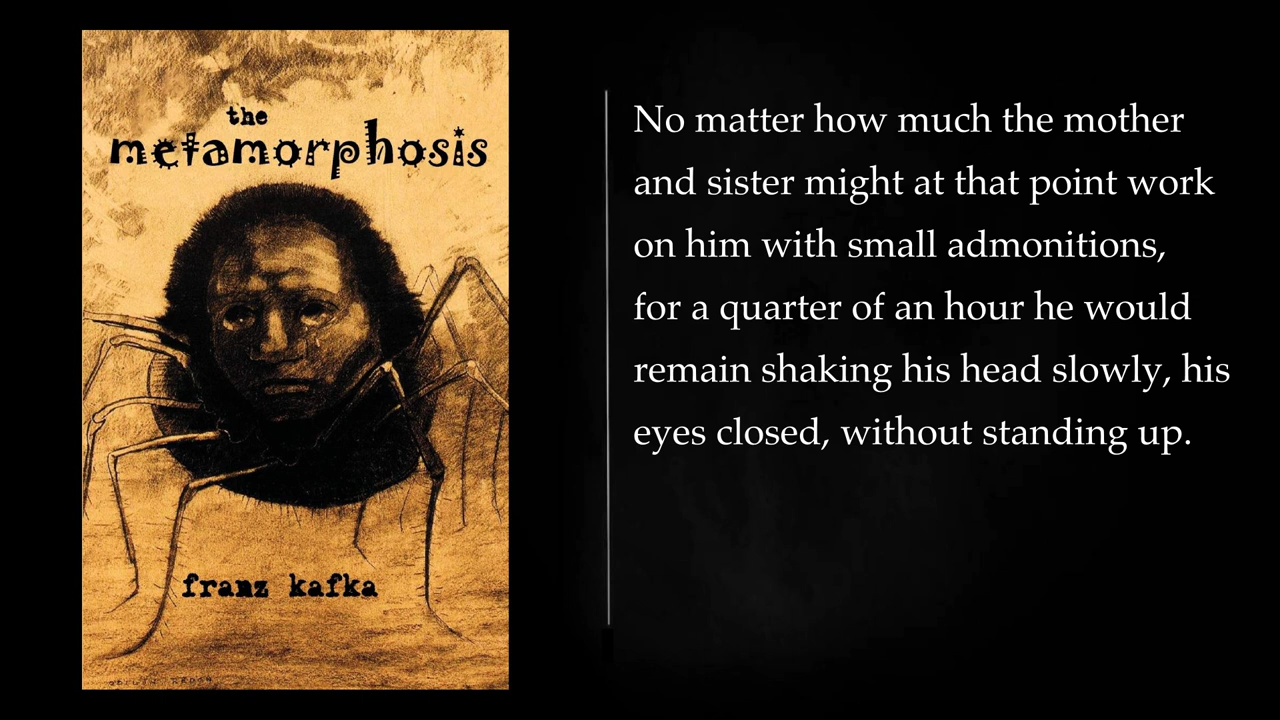 the
metamorphosis
franz kafka
No matter how much the mother
and sister might at that point work
on him with small admonitions,
for a quarter of an hour he would
remain shaking his head slowly, his
eyes closed, without standing up.